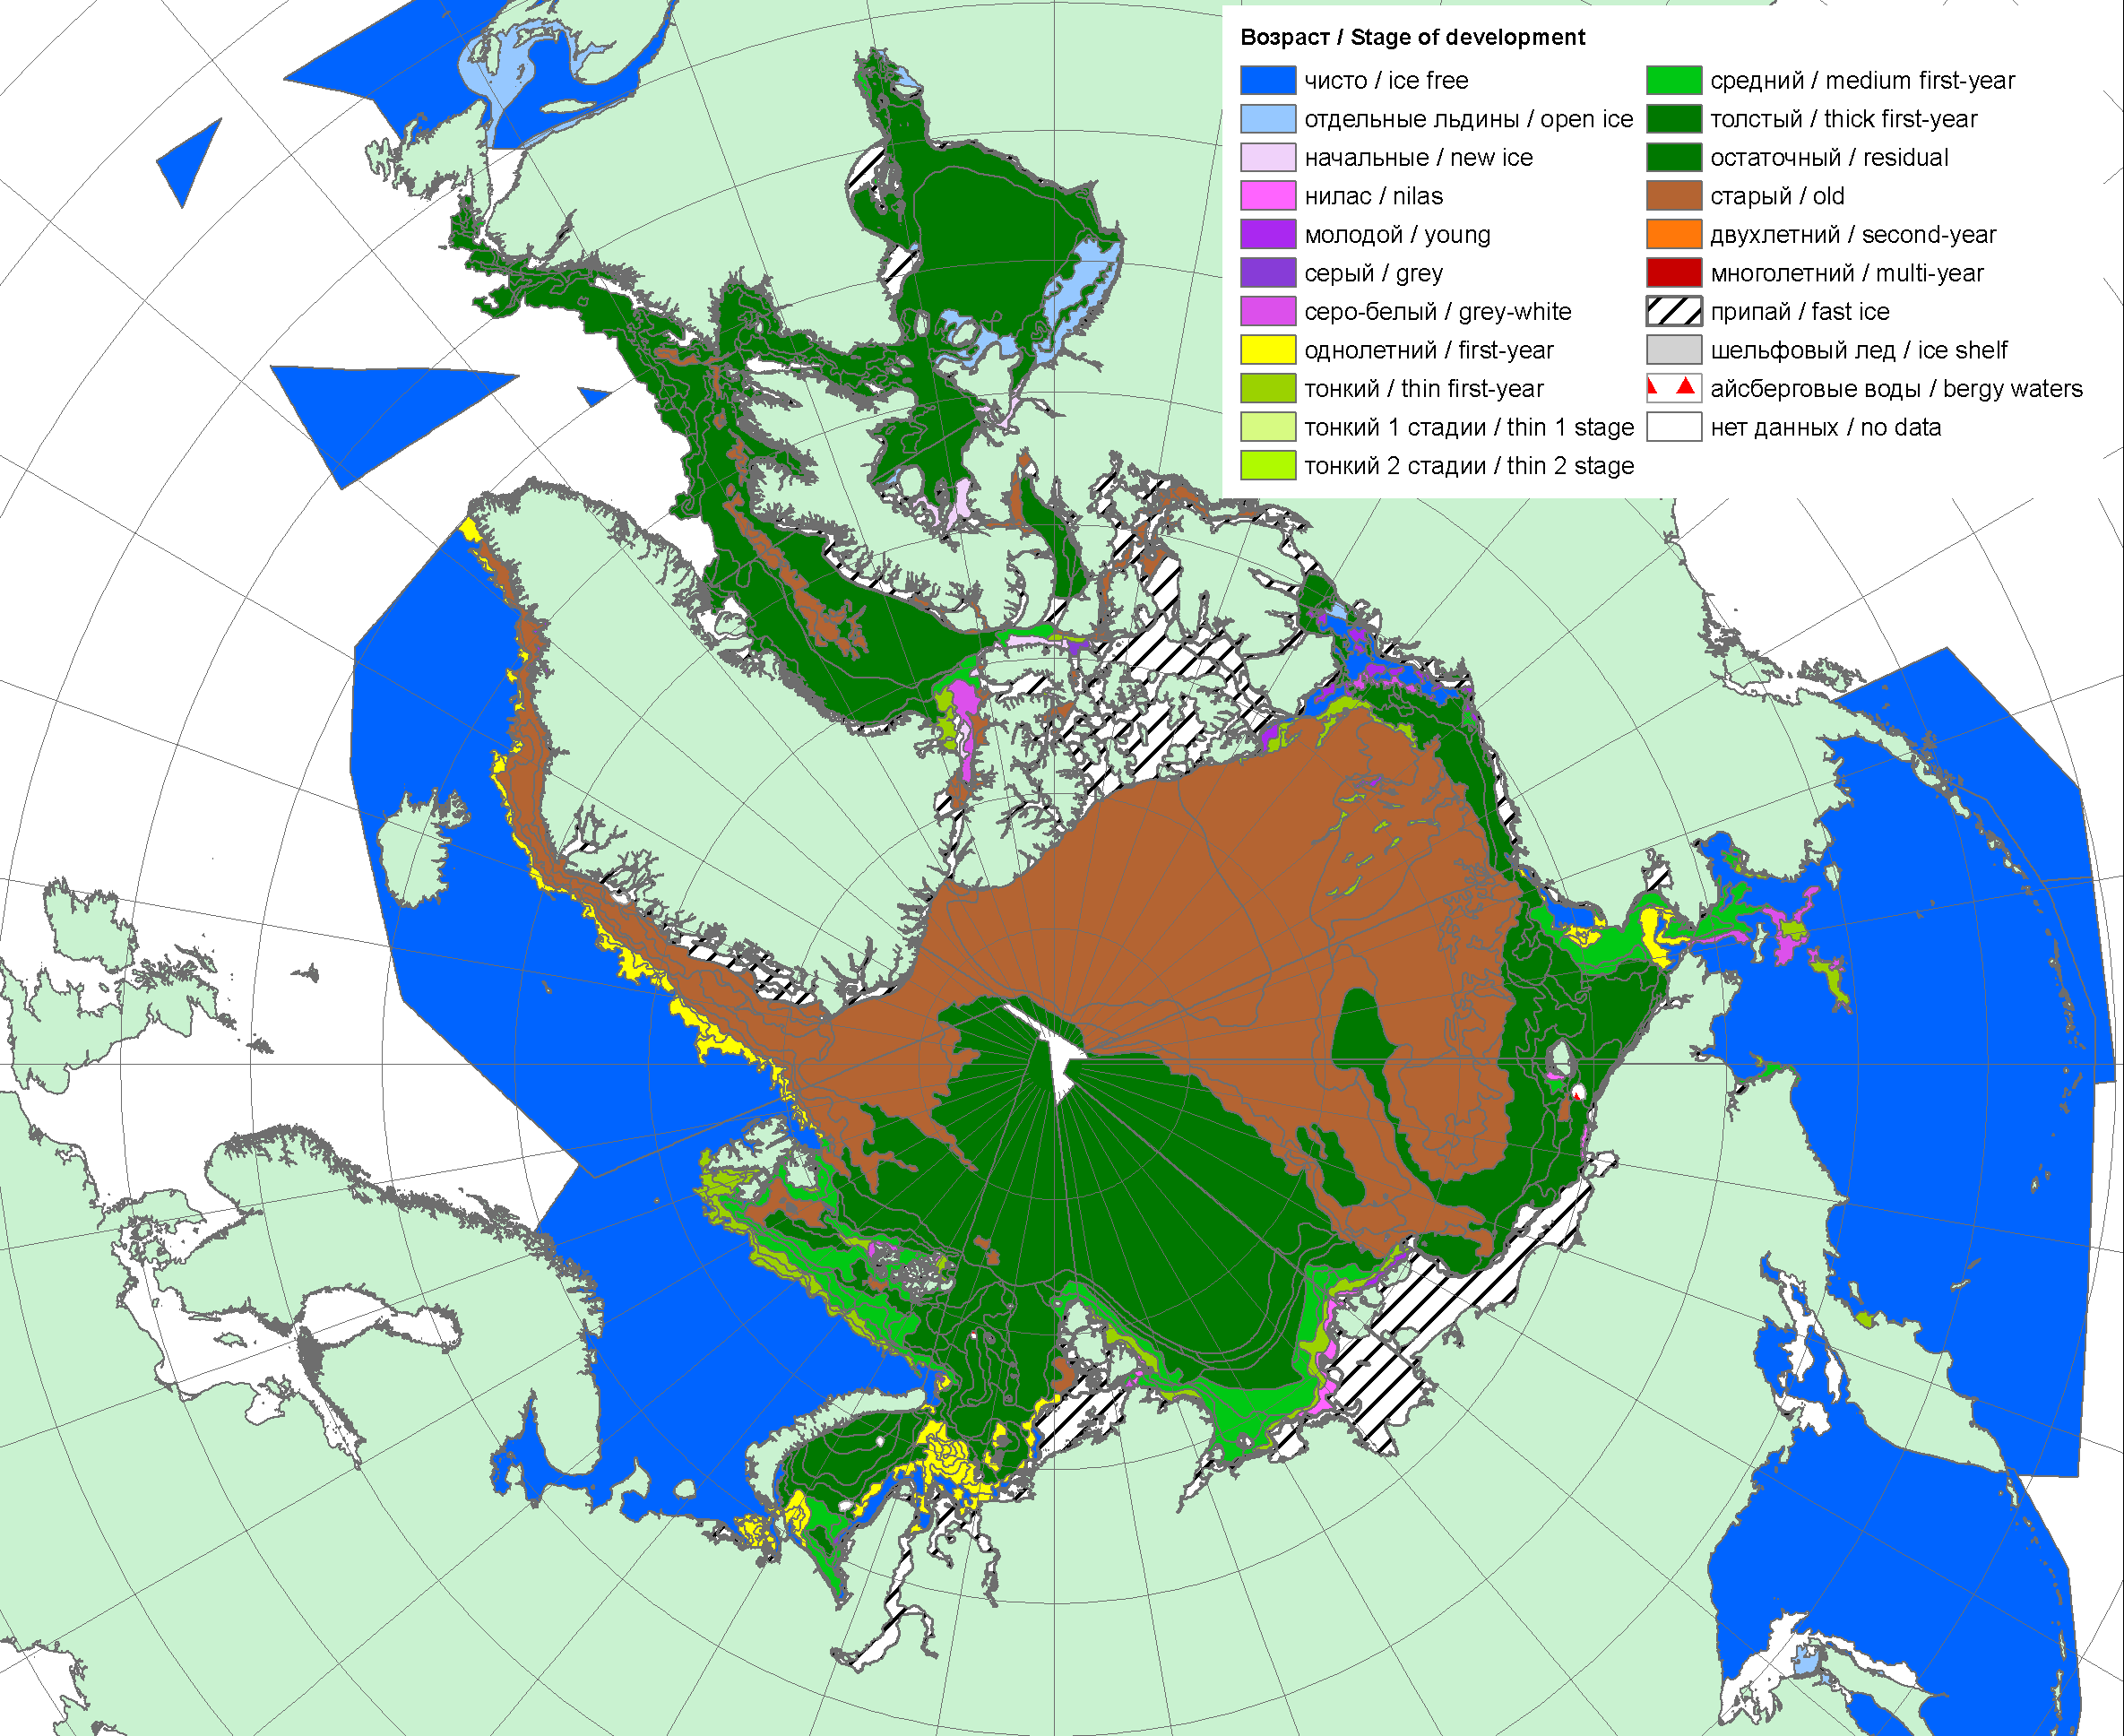 Возраст / Stage of development
чисто / ice free
отдельные льдины / open ice
начальные / new ice
нилас / nilas
молодой / young
серый / grey
серо-белый / grey-white
однолетний / first-year
тонкий / thin first-year
тонкий 1 стадии / thin 1 stage
тонкий 2 стадии / thin 2 stage
средний / medium first-year
толстый / thick first-year
остаточный / residual
старый / old
двухлетний / second-year
многолетний / multi-year
припай / fast ice
шельфовый лед / ice shelf
айсберговые воды / bergy waters
нет данных / no data